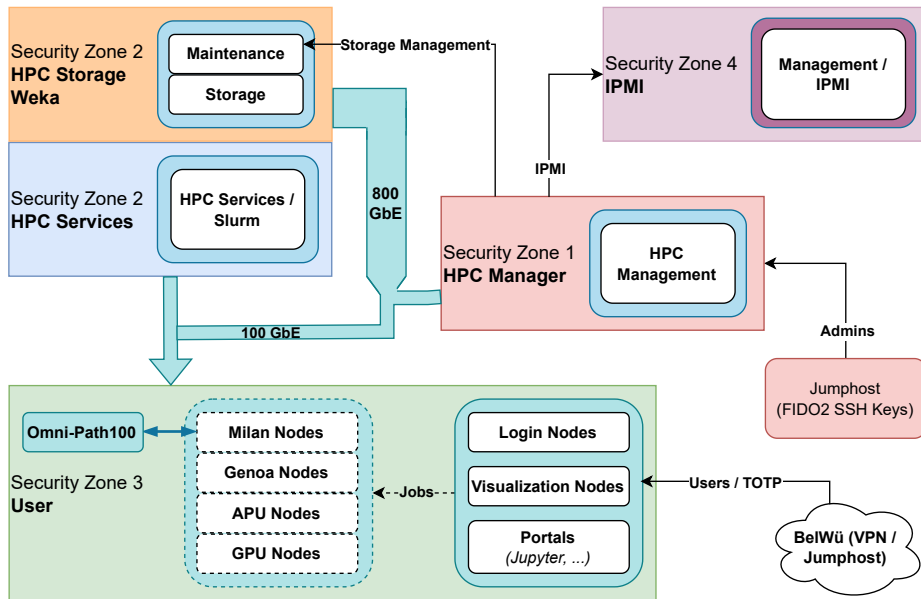 Security Zone 2
HPC Storage
Weka
Maintenance
Storage
Storage Management
Security Zone 4
IPMI
Management /
IPMI
Security Zone 2
HPC Services
HPC Services /
Slurm
800
GbE
IPMI
Security Zone 1
HPC Manager
HPC
Management
100 GbE
Admins
Jumphost
(FIDO2 SSH Keys)
Security Zone 3
User
Omni-Path100
Milan Nodes
Genoa Nodes
APU Nodes
GPU Nodes
Jobs
Login Nodes
Visualization Nodes
Portals
(Jupyter, ...)
Users / TOTP
BelWü (VPN /
Jumphost)